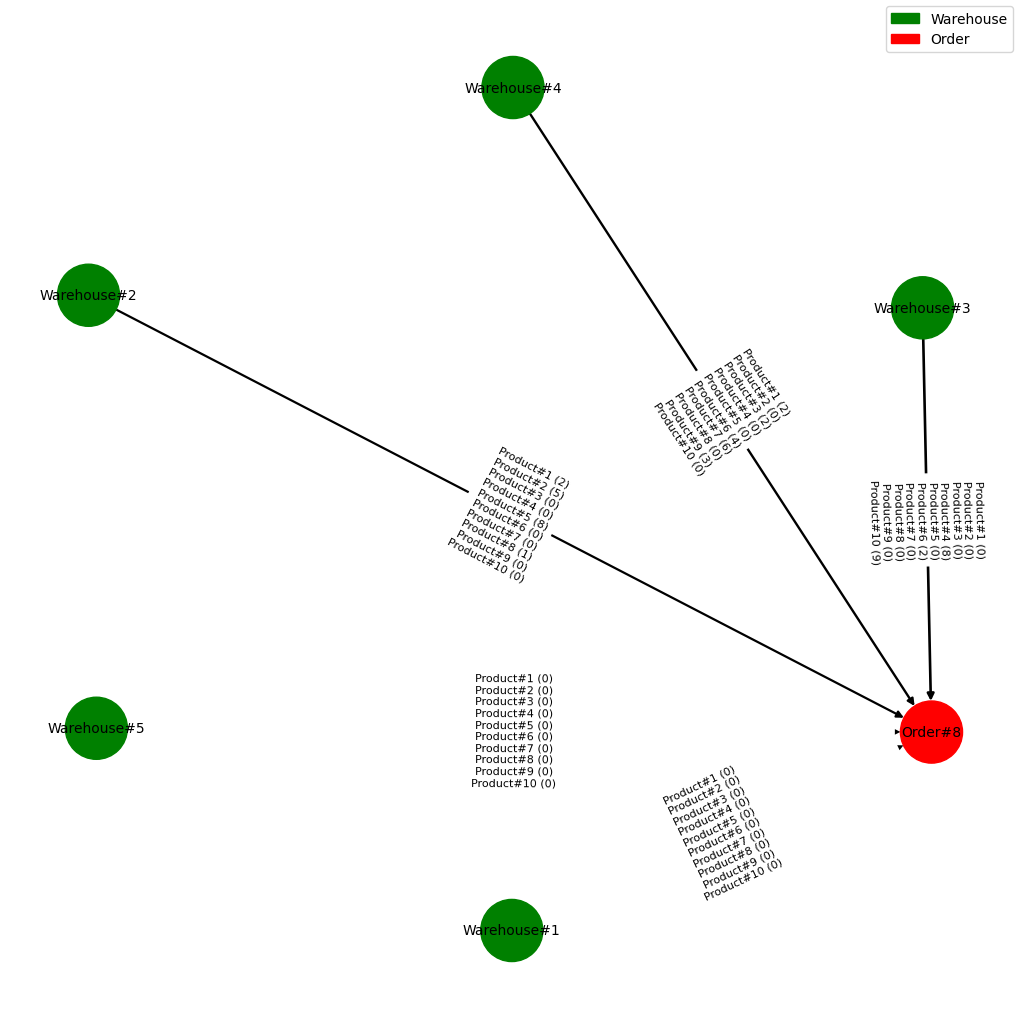 Warehouse
Order
Warehouse#4
Warehouse#2
Warehouse#3
Product#1 (2)
Product#2 (0)
Product#3 (2)
Product#4 (0)
Product#5 (0)
Product#6 (4)
Product#7 (6)
Product#8 (0)
Product#9 (3)
Product#10 (0)
Product#1 (2)
Product#2 (5)
Product#3 (0)
Product#4 (0)
Product#5 (8)
Product#6 (0)
Product#7 (0)
Product#8 (1)
Product#9 (0)
Product#10 (0)
Product#1 (0)
Product#2 (0)
Product#3 (0)
Product#4 (8)
Product#5 (0)
Product#6 (2)
Product#7 (0)
Product#8 (0)
Product#9 (0)
Product#10 (9)
Product#1 (0)
Product#2 (0)
Product#3 (0)
Product#4 (0)
Product#5 (0)
Product#6 (0)
Product#7 (0)
Product#8 (0)
Product#9 (0)
Product#10 (0)
Warehouse#5
Order#8
Product#1 (0)
Product#2 (0)
Product#3 (0)
Product#4 (0)
Product#5 (0)
Product#6 (0)
Product#7 (0)
Product#8 (0)
Product#9 (0)
Product#10 (0)
Warehouse#1